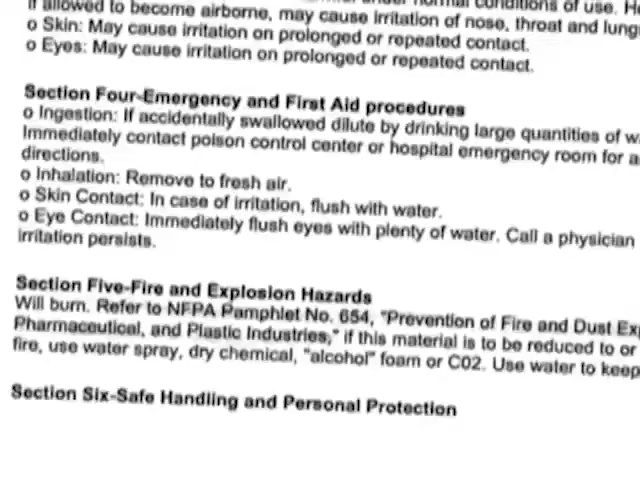 if allowed to become airborne, may cause irritation of nose, throat and lung
o Skin: May cause irritation on prolonged or repeated contact.
o Eyes: May cause irritation on prolonged or repeated contact.
Section Four-Emergency and First Aid procedures
o Ingestion: If accidentally swallowed dilute by drinking large quantities of w
Immediately contact poison control center or hospital emergency room for a
directions.
o Inhalation: Remove to fresh air.
o Skin Contact: In case of irritation, flush with water.
o Eye Contact: Immediately flush eyes with plenty of water. Call a physician
irritation persists.
Section Five-Fire and Explosion Hazards
Will burn. Refer to NFPA Pamphlet No. 654, "Prevention of Fire and Dust Ex
Pharmaceutical, and Plastic Industries," if this material is to be reduced to or
fire, use water spray, dry chemical, "alcohol" foam or C02. Use water to keep
Section Six-Safe Handling and Personal Protection